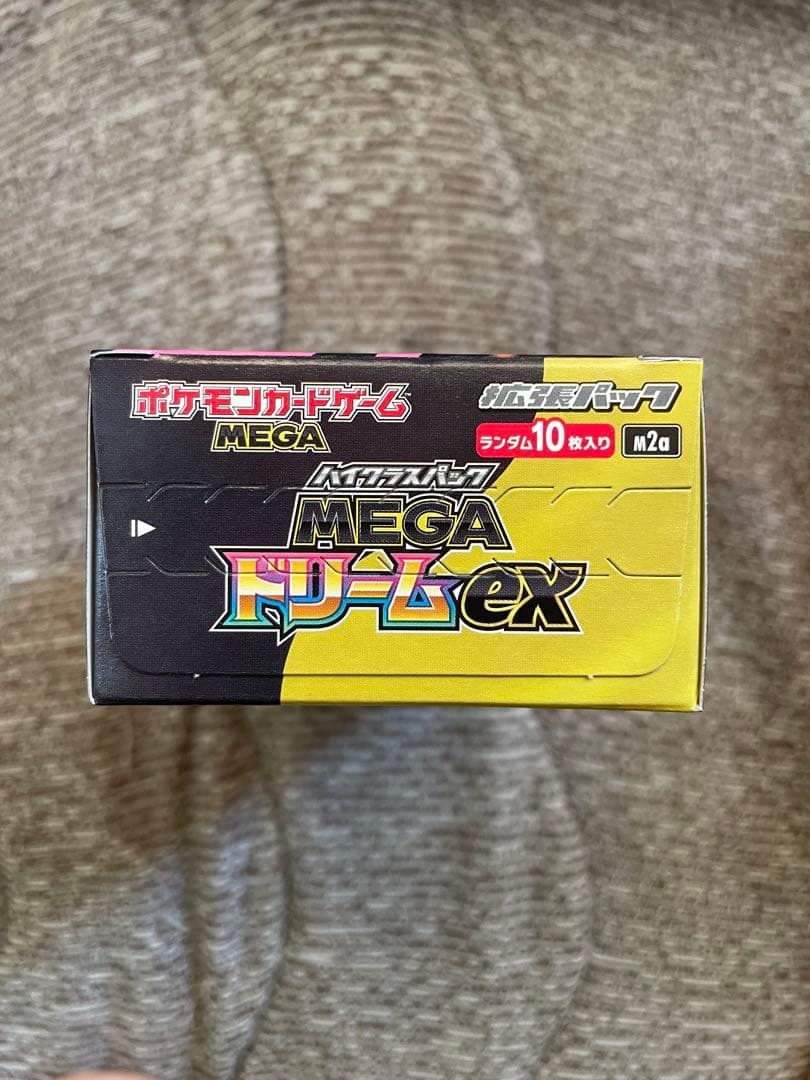 ポケモンカードゲーム™
MEGA
拡張パック
ランダム10枚入り
M2a
ハイクラスパック
MEGA
ドリームex